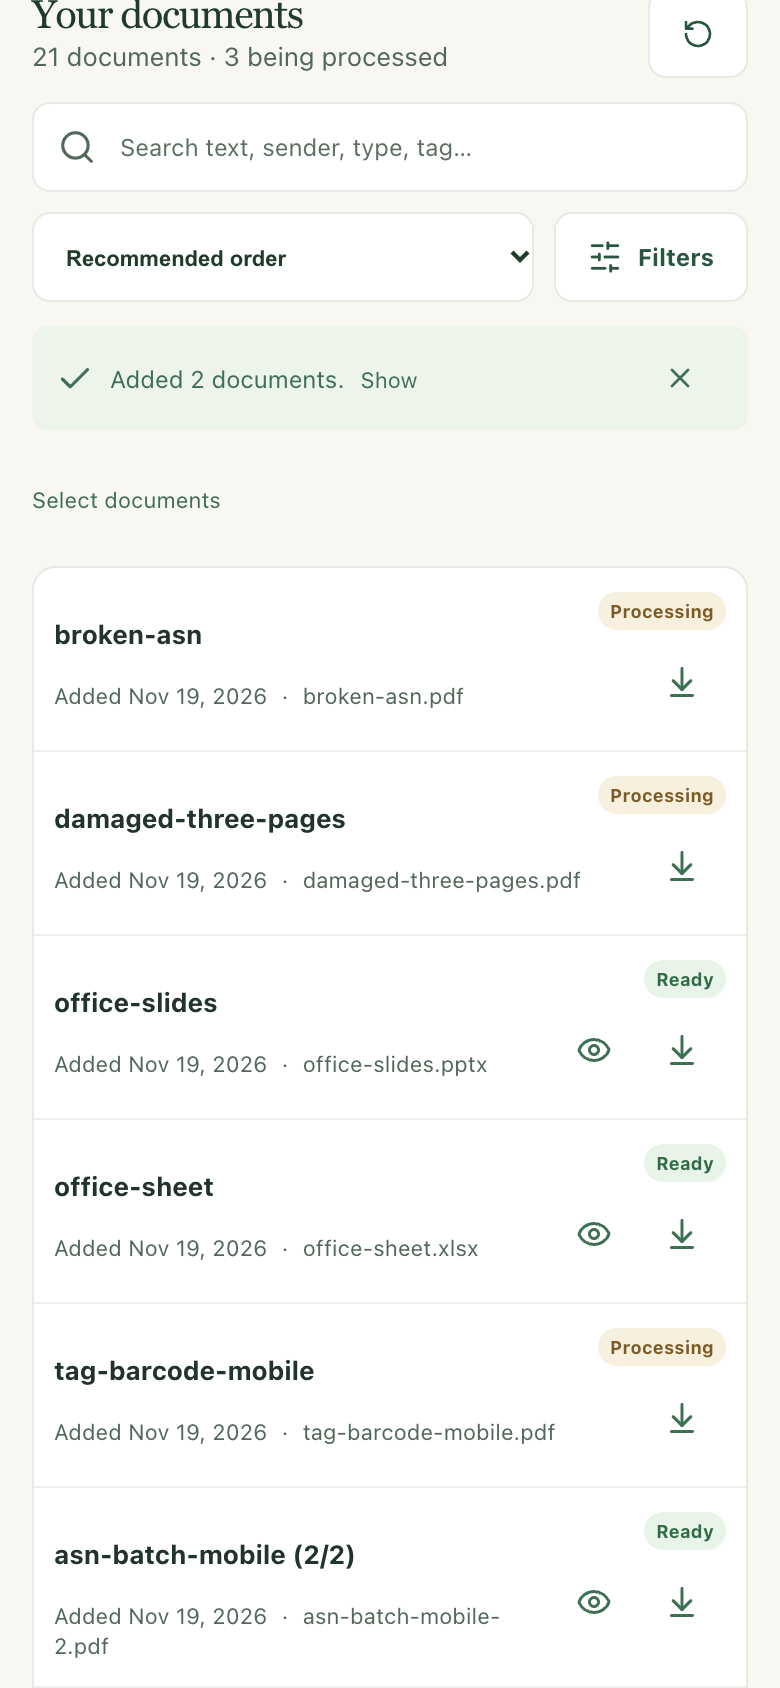 Your documents
21 documents · 3 being processed
Search text, sender, type, tag...
Recommended order
Filters
Added 2 documents. Show
Select documents
Processing
broken-asn
Added Nov 19, 2026 · broken-asn.pdf
Processing
damaged-three-pages
Added Nov 19, 2026 · damaged-three-pages.pdf
Ready
office-slides
Added Nov 19, 2026 · office-slides.pptx
Ready
office-sheet
Added Nov 19, 2026 · office-sheet.xlsx
Processing
tag-barcode-mobile
Added Nov 19, 2026 · tag-barcode-mobile.pdf
Ready
asn-batch-mobile (2/2)
Added Nov 19, 2026 · asn-batch-mobile-
2.pdf